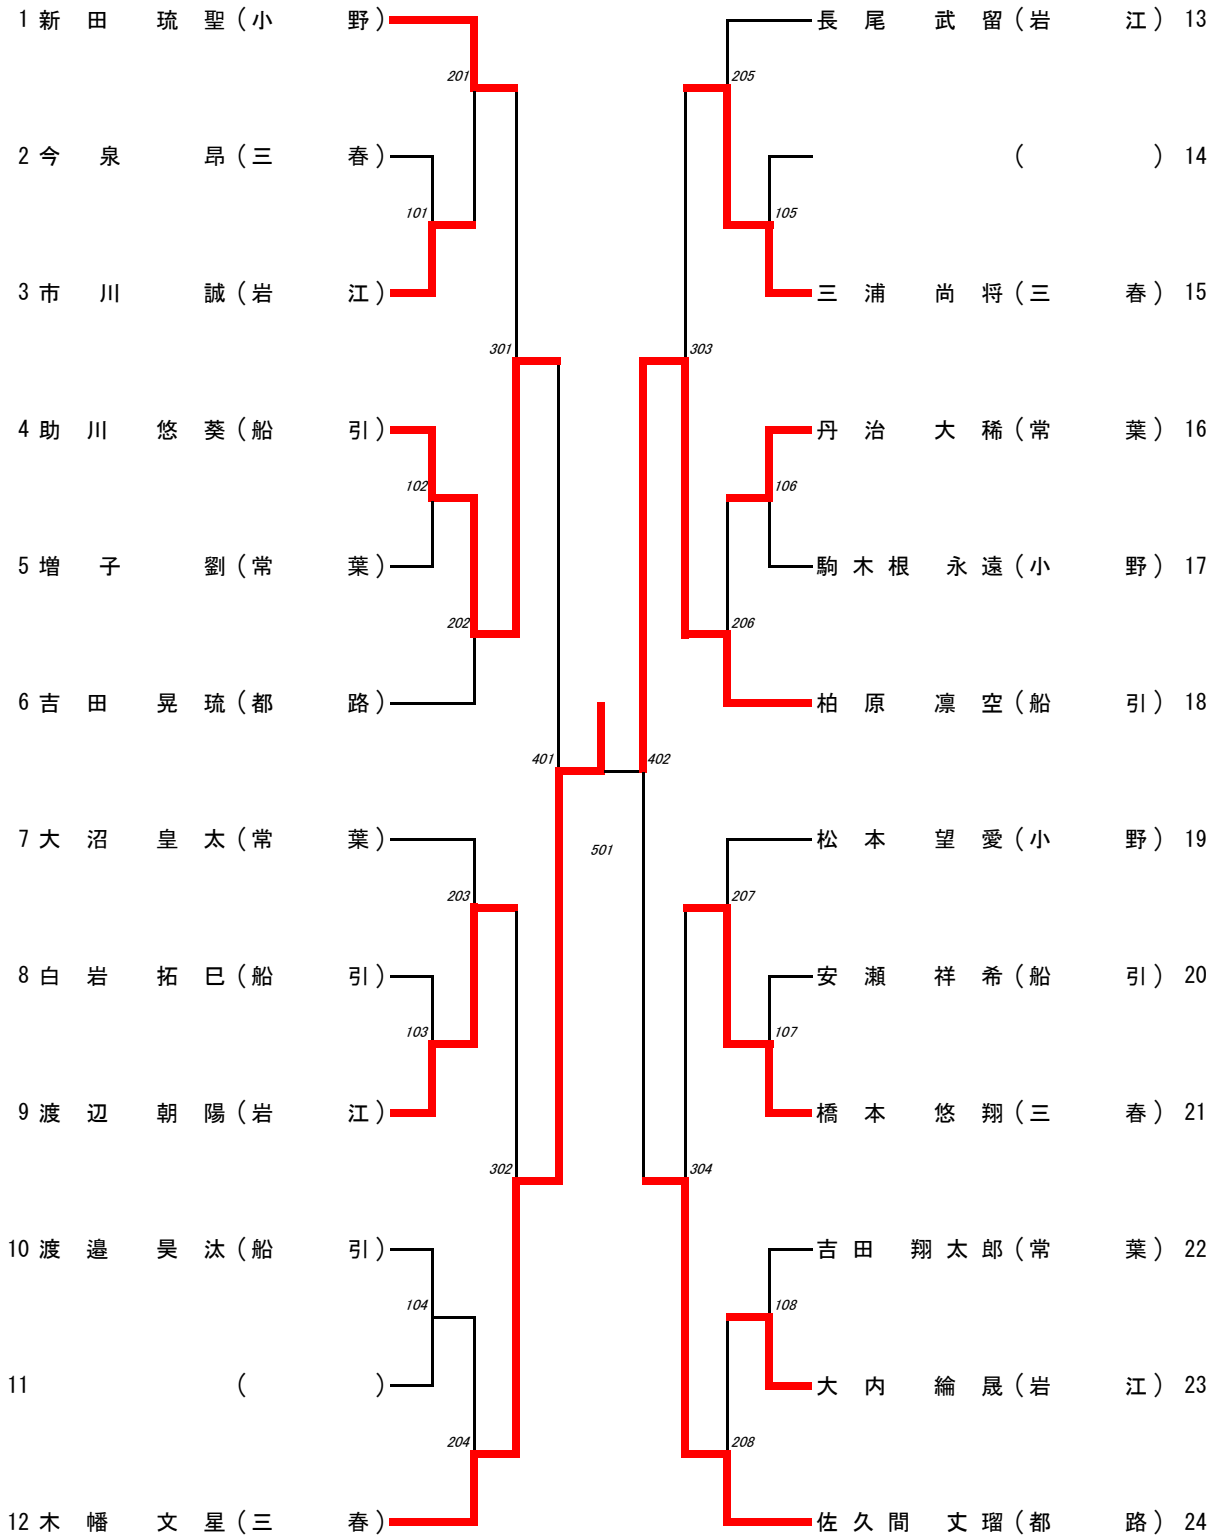 1 新田 琉聖(小野)
長尾 武留(岩江) 13
201
205
2 今泉 昂(三春)
( ) 14
101
105
3 市川 誠(岩江)
三浦 尚将(三春) 15
301
303
4 助川 悠葵(船引)
丹治 大稀(常葉) 16
102
106
5 増子 劉(常葉)
駒木根 永遠(小野) 17
202
206
6 吉田 晃琉(都路)
柏原 凛空(船引) 18
401
402
7 大沼 皇太(常葉)
松本 望愛(小野) 19
501
203
207
8 白岩 拓巳(船引)
安瀬 祥希(船引) 20
103
107
9 渡辺 朝陽(岩江)
橋本 悠翔(三春) 21
302
304
10 渡邉 昊汰(船引)
吉田 翔太郎(常葉) 22
104
108
11 ( )
大内 綸晟(岩江) 23
204
208
12 木幡 文星(三春)
佐久間 丈瑠(都路) 24